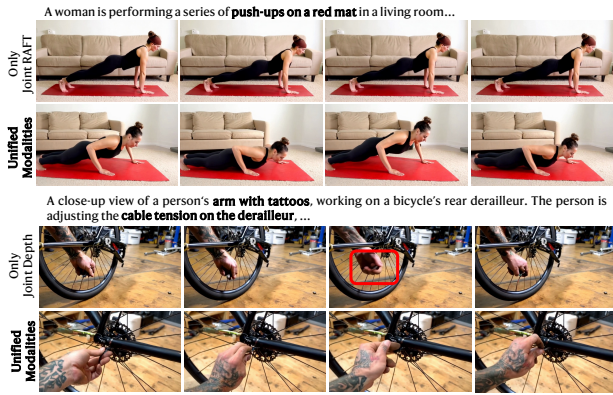 A woman is performing a series of push-ups on a red mat in a living room...
Only
Joint RAFT
Unified
Modalities
A close-up view of a person's arm with tattoos, working on a bicycle's rear derailleur. The person is
adjusting the cable tension on the derailleur, ...
Only
Joint Depth
Unified
Modalities